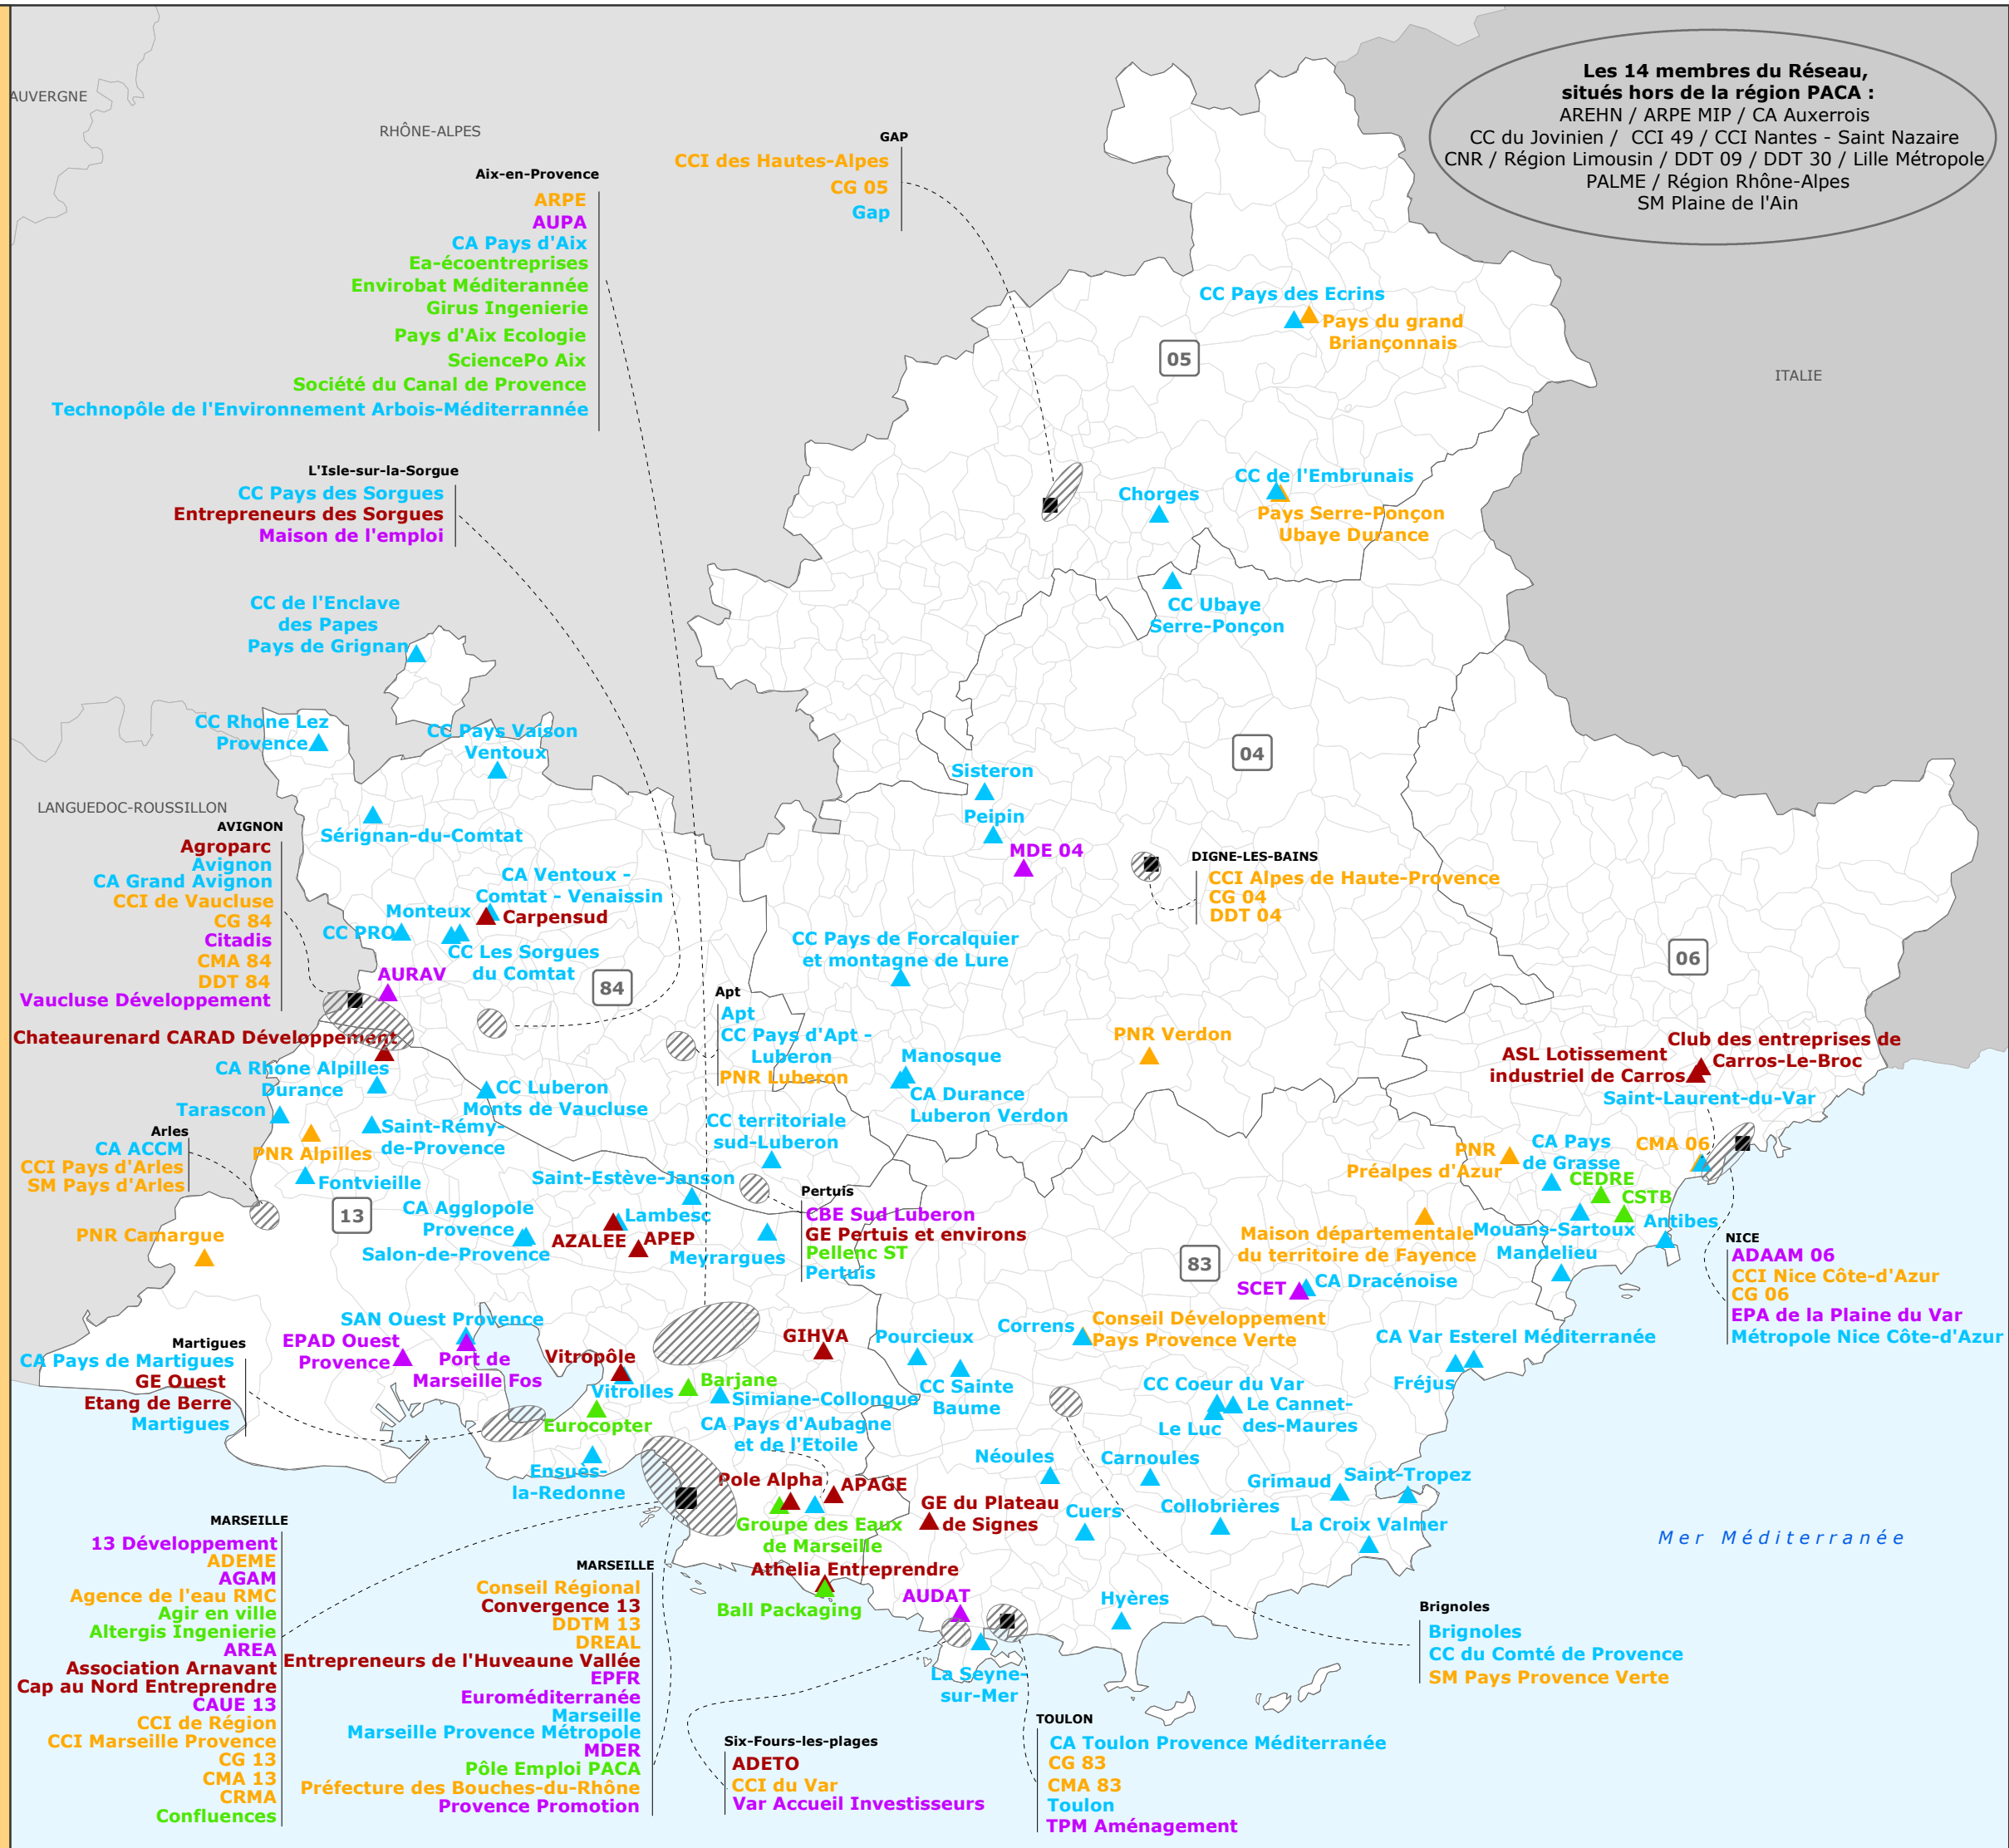 Les 14 membres du Réseau,
situés hors de la région PACA :
AREHN / ARPE MIP / CA Auxerrois
CC du Jovinien / CCI 49 / CCI Nantes - Saint Nazaire
CNR / Région Limousin / DDT 09 / DDT 30 / Lille Métropole
PALME / Région Rhône-Alpes
SM Plaine de l'Ain
AUVERGNE
RHÔNE-ALPES
ITALIE
LANGUEDOC-ROUSSILLON
GAP
CCI des Hautes-Alpes
CG 05
Gap
Aix-en-Provence
ARPE
AUPA
CA Pays d'Aix
Ea-écoentreprises
Envirobat Méditerannée
Girus Ingenierie
Pays d'Aix Ecologie
SciencePo Aix
Société du Canal de Provence
Technopôle de l'Environnement Arbois-Méditerrannée
L'Isle-sur-la-Sorgue
CC Pays des Sorgues
Entrepreneurs des Sorgues
Maison de l'emploi
CC de l'Enclave
des Papes
Pays de Grignan
CC Pays des Ecrins
Pays du grand
Briançonnais
05
CC de l'Embrunais
Chorges
Pays Serre-Ponçon
Ubaye Durance
CC Ubaye
Serre-Ponçon
CC Rhone Lez
Provence
CC Pays Vaison
Ventoux
Sérignan-du-Comtat
04
Sisteron
Peipin
MDE 04
DIGNE-LES-BAINS
CCI Alpes de Haute-Provence
CG 04
DDT 04
AVIGNON
Agroparc
Avignon
CA Grand Avignon
CCI de Vaucluse
CG 84
Citadis
CMA 84
DDT 84
Vaucluse Développement
CA Ventoux -
Comtat - Venaissin
Monteux
Carpensud
CC PRO
CC Les Sorgues
du Comtat
AURAV
84
CC Pays de Forcalquier
et montagne de Lure
06
Apt
Apt
CC Pays d'Apt -
Luberon
PNR Luberon
Manosque
CA Durance
Luberon Verdon
PNR Verdon
Chateaurenard CARAD Développement
CA Rhone Alpilles
Durance
Tarascon
CC Luberon
Monts de Vaucluse
Saint-Rémy-
de-Provence
PNR Alpilles
Fontvieille
Arles
CA ACCM
CCI Pays d'Arles
SM Pays d'Arles
PNR Camargue
13
CC territoriale
sud-Luberon
Saint-Estève-Janson
CA Agglopole
Provence
Salon-de-Provence
Lambesc
AZALEE
APEP
Meyrargues
Pertuis
CBE Sud Luberon
GE Pertuis et environs
Pellenc ST
Pertuis
Club des entreprises de
Carros-Le-Broc
ASL Lotissement
industriel de Carros
Saint-Laurent-du-Var
CMA 06
PNR
Préalpes d'Azur
CA Pays
de Grasse
CEDRE
CSTB
Mouans-Sartoux
Antibes
Mandelieu
Maison départementale
du territoire de Fayence
83
SCET
CA Dracénoise
NICE
ADAAM 06
CCI Nice Côte-d'Azur
CG 06
EPA de la Plaine du Var
Métropole Nice Côte-d'Azur
SAN Ouest Provence
EPAD Ouest
Provence
Port de
Marseille Fos
Martigues
CA Pays de Martigues
GE Ouest
Etang de Berre
Martigues
Vitropôle
Vitrolles
Eurocopter
Ensuès-
la-Redonne
Barjane
Simiane-Collongue
GIHVA
CA Pays d'Aubagne
et de l'Etoile
Pole Alpha
APAGE
Groupe des Eaux
de Marseille
Athelia Entreprendre
Ball Packaging
Pourcieux
CC Sainte
Baume
Correns
Conseil Développement
Pays Provence Verte
CA Var Esterel Méditerranée
Fréjus
CC Coeur du Var
Le Cannet-
des-Maures
Le Luc
Néoules
Carnoules
Grimaud
Saint-Tropez
Cuers
Collobrières
La Croix Valmer
GE du Plateau
de Signes
Hyères
AUDAT
La Seyne-
sur-Mer
Mer Méditerranée
Brignoles
Brignoles
CC du Comté de Provence
SM Pays Provence Verte
MARSEILLE
13 Développement
ADEME
AGAM
Agence de l'eau RMC
Agir en ville
Altergis Ingenierie
AREA
Association Arnavant
Cap au Nord Entreprendre
CAUE 13
CCI de Région
CCI Marseille Provence
CG 13
CMA 13
CRMA
Confluences
MARSEILLE
Conseil Régional
Convergence 13
DDTM 13
DREAL
Entrepreneurs de l'Huveaune Vallée
EPFR
Euroméditerranée
Marseille
Marseille Provence Métropole
MDER
Pôle Emploi PACA
Préfecture des Bouches-du-Rhône
Provence Promotion
Six-Fours-les-plages
ADETO
CCI du Var
Var Accueil Investisseurs
TOULON
CA Toulon Provence Méditerranée
CG 83
CMA 83
Toulon
TPM Aménagement